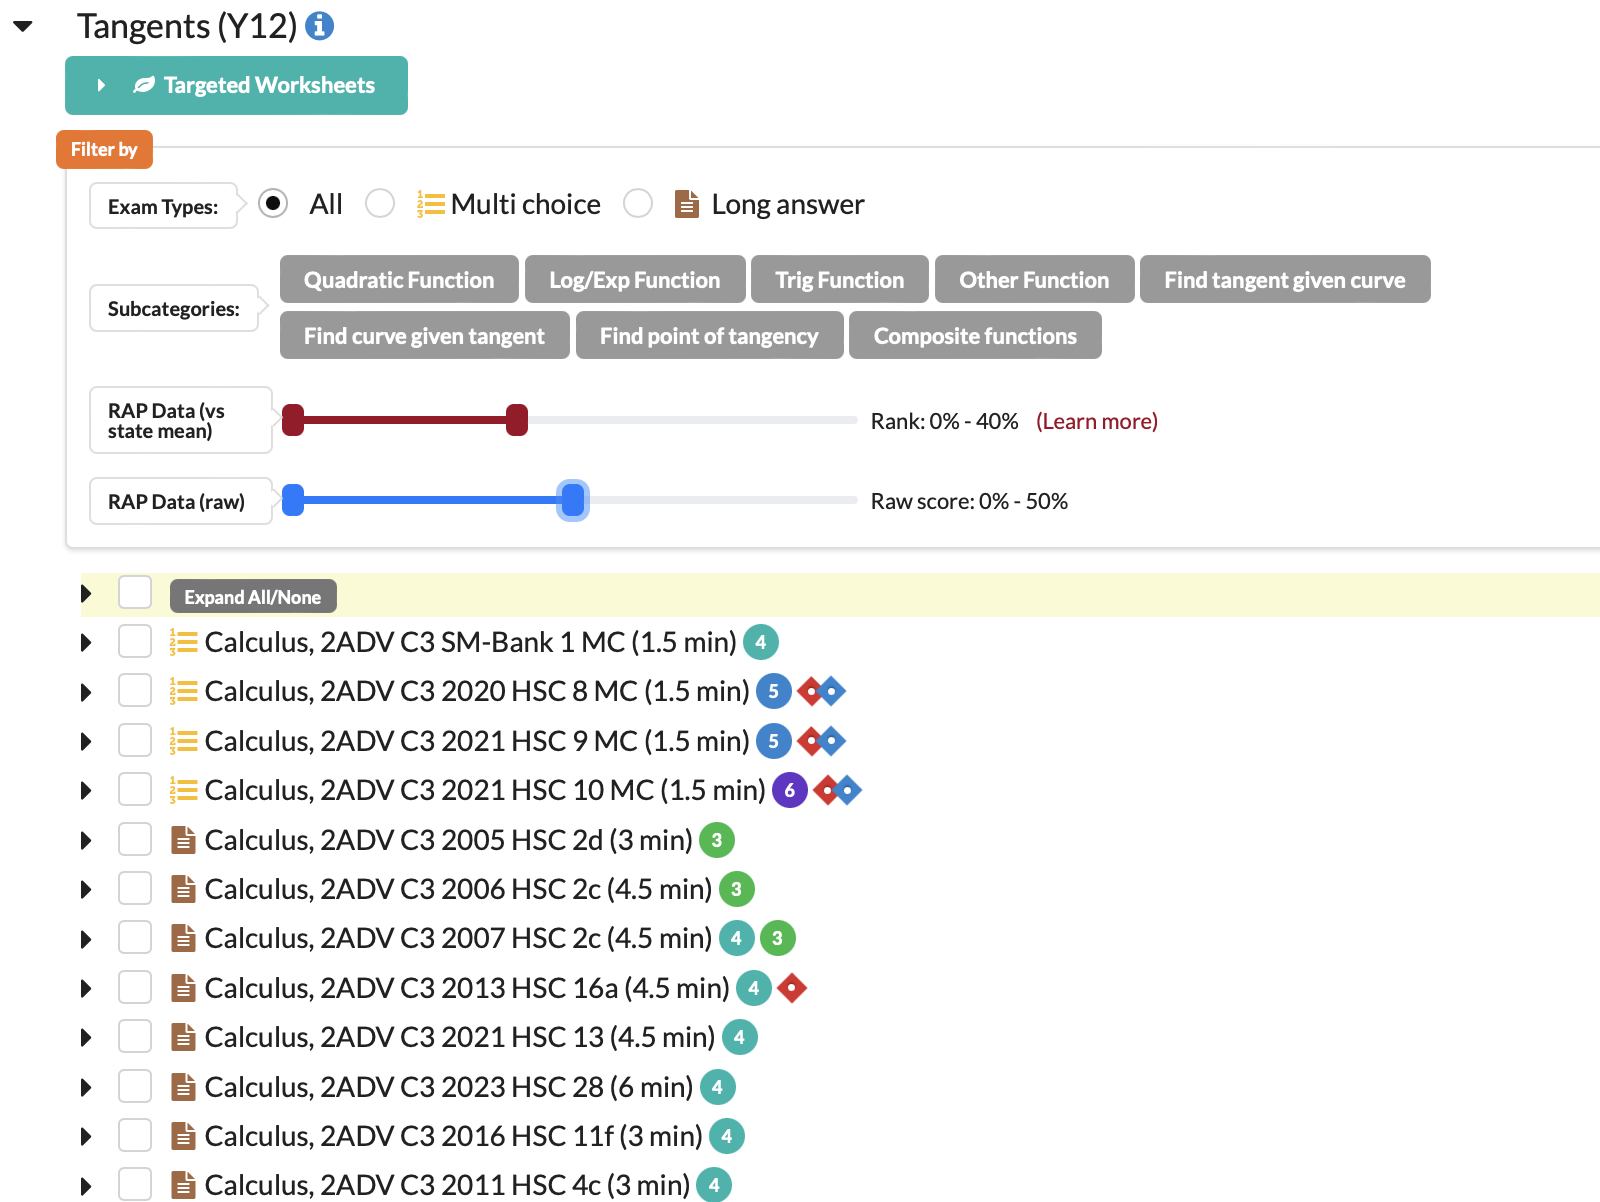 Tangents (Y12)
Targeted Worksheets
Filter by
Exam Types:
All
Multi choice
Long answer
Subcategories:
Quadratic Function
Log/Exp Function
Trig Function
Other Function
Find tangent given curve
Find curve given tangent
Find point of tangency
Composite functions
RAP Data (vs
state mean)
Rank: 0% - 40% (Learn more)
RAP Data (raw)
Raw score: 0% - 50%
Expand All/None
Calculus, 2ADV C3 SM-Bank 1 MC (1.5 min) 4
Calculus, 2ADV C3 2020 HSC 8 MC (1.5 min) 5
Calculus, 2ADV C3 2021 HSC 9 MC (1.5 min) 5
Calculus, 2ADV C3 2021 HSC 10 MC (1.5 min) 6
Calculus, 2ADV C3 2005 HSC 2d (3 min) 3
Calculus, 2ADV C3 2006 HSC 2c (4.5 min) 3
Calculus, 2ADV C3 2007 HSC 2c (4.5 min) 4 3
Calculus, 2ADV C3 2013 HSC 16a (4.5 min) 4
Calculus, 2ADV C3 2021 HSC 13 (4.5 min) 4
Calculus, 2ADV C3 2023 HSC 28 (6 min) 4
Calculus, 2ADV C3 2016 HSC 11f (3 min) 4
Calculus, 2ADV C3 2011 HSC 4c (3 min) 4